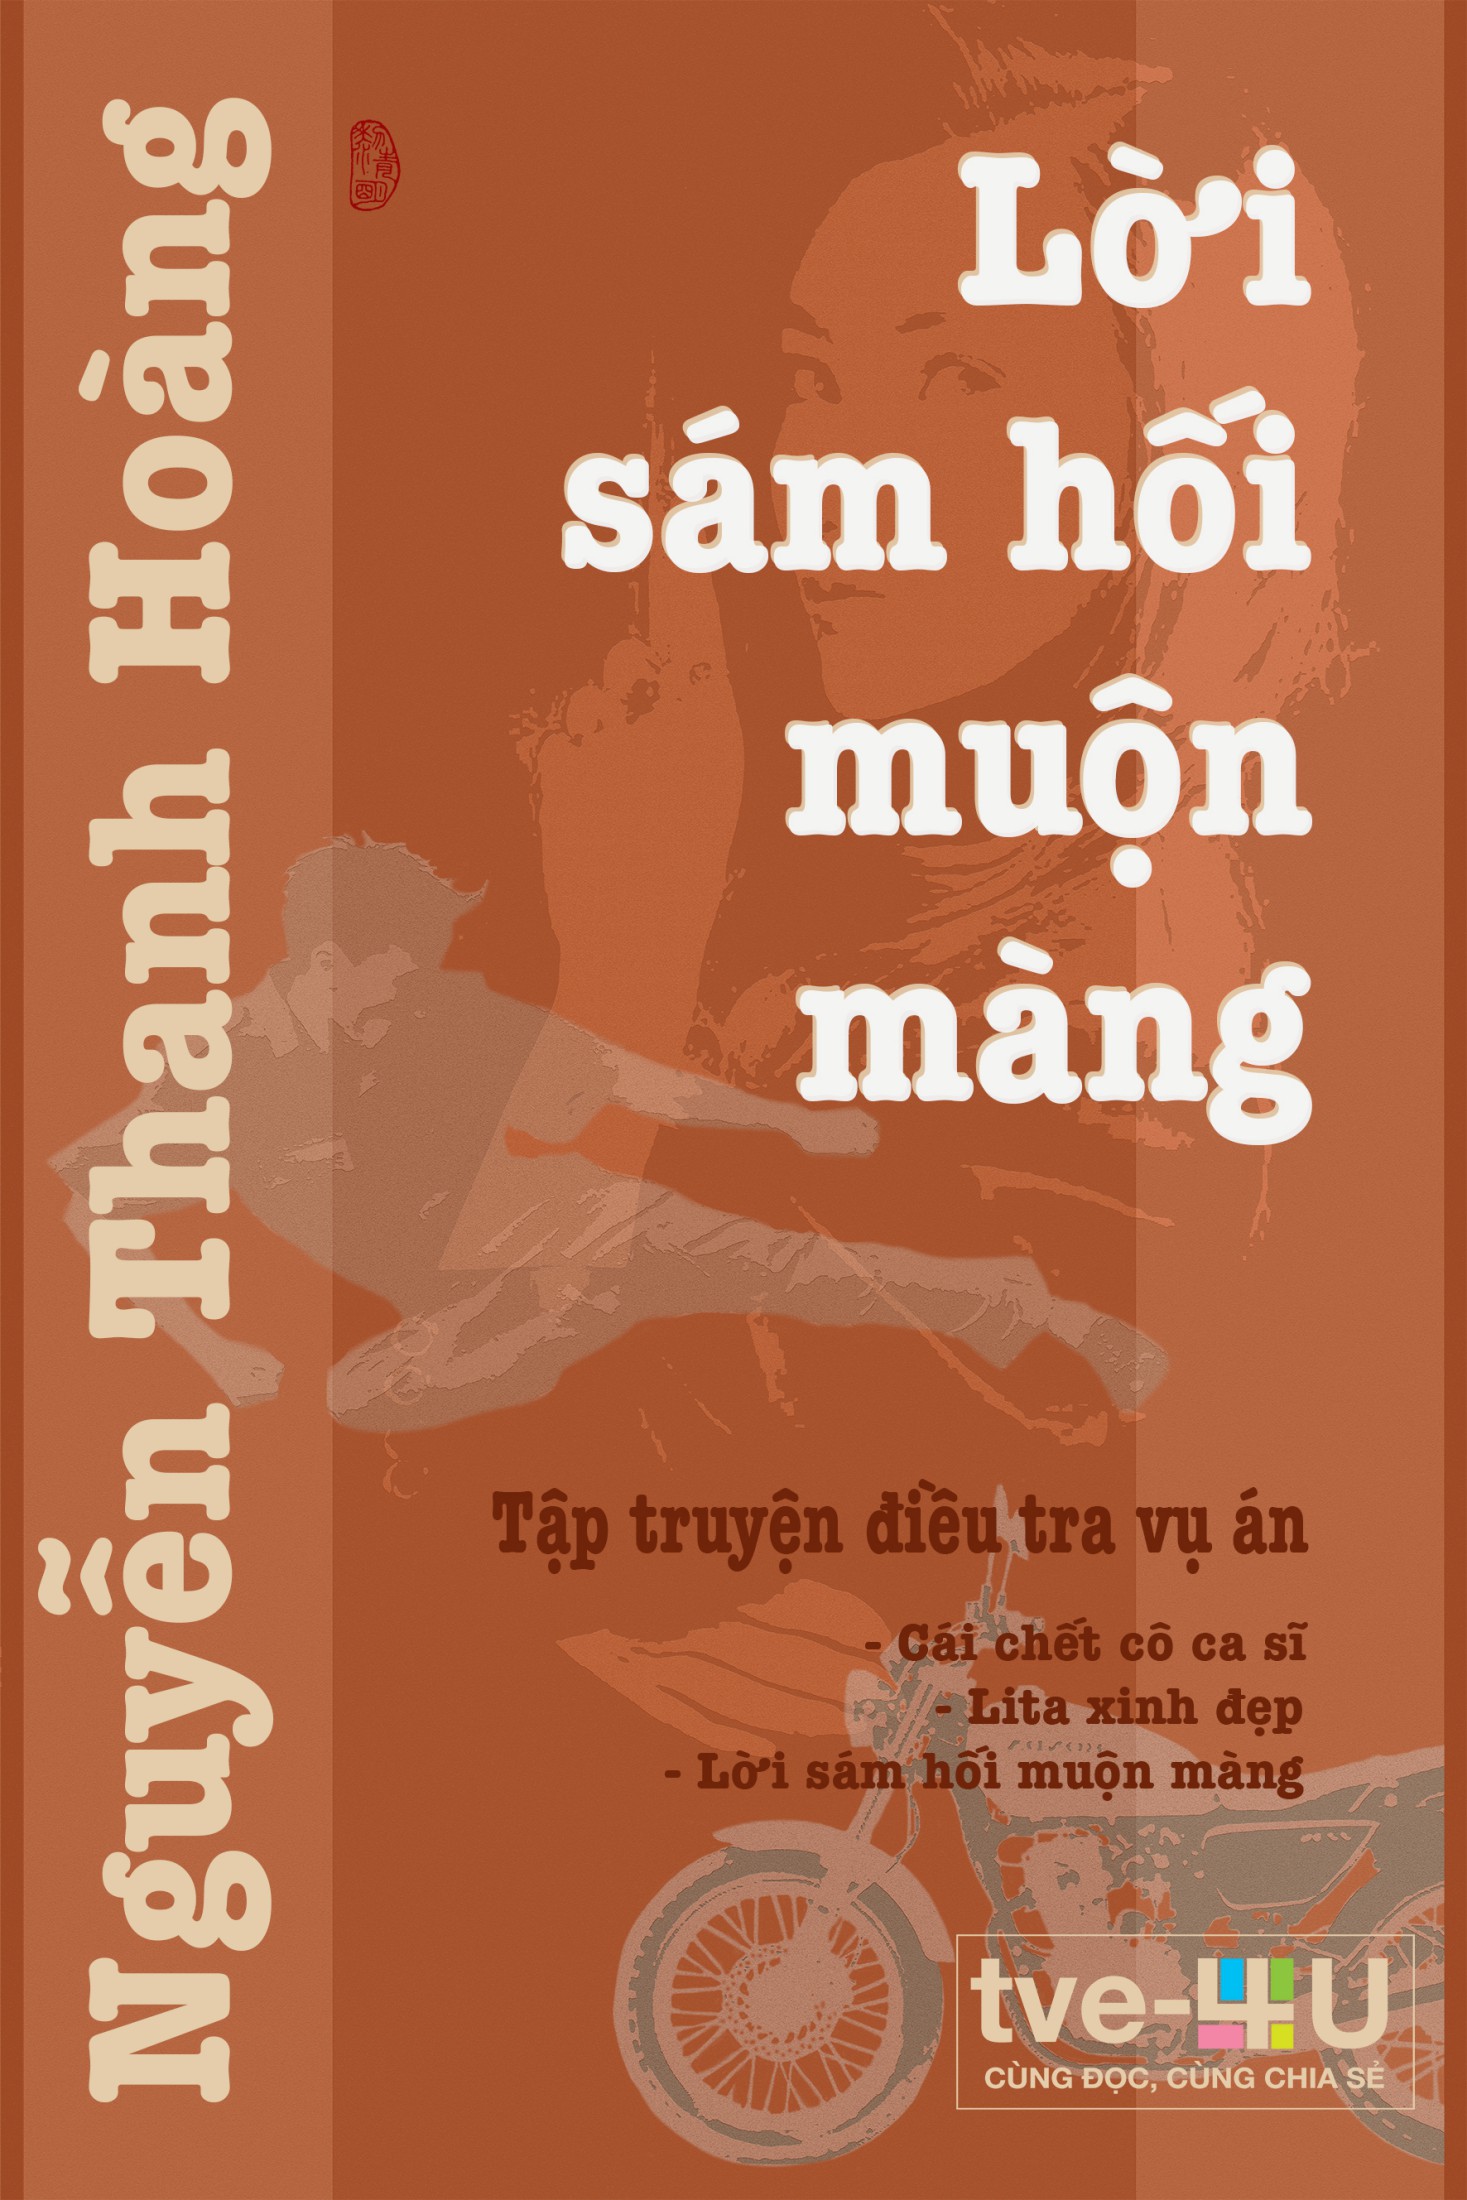 Nguyễn Thanh Hoàng
Lời
sám hối
muộn
màng
Tập truyện điều tra vụ án
- Cái chết cô ca sĩ
- Lita xinh đẹp
- Lời sám hối muộn màng
tve-4U
CÙNG ĐỌC, CÙNG CHIA SẺ